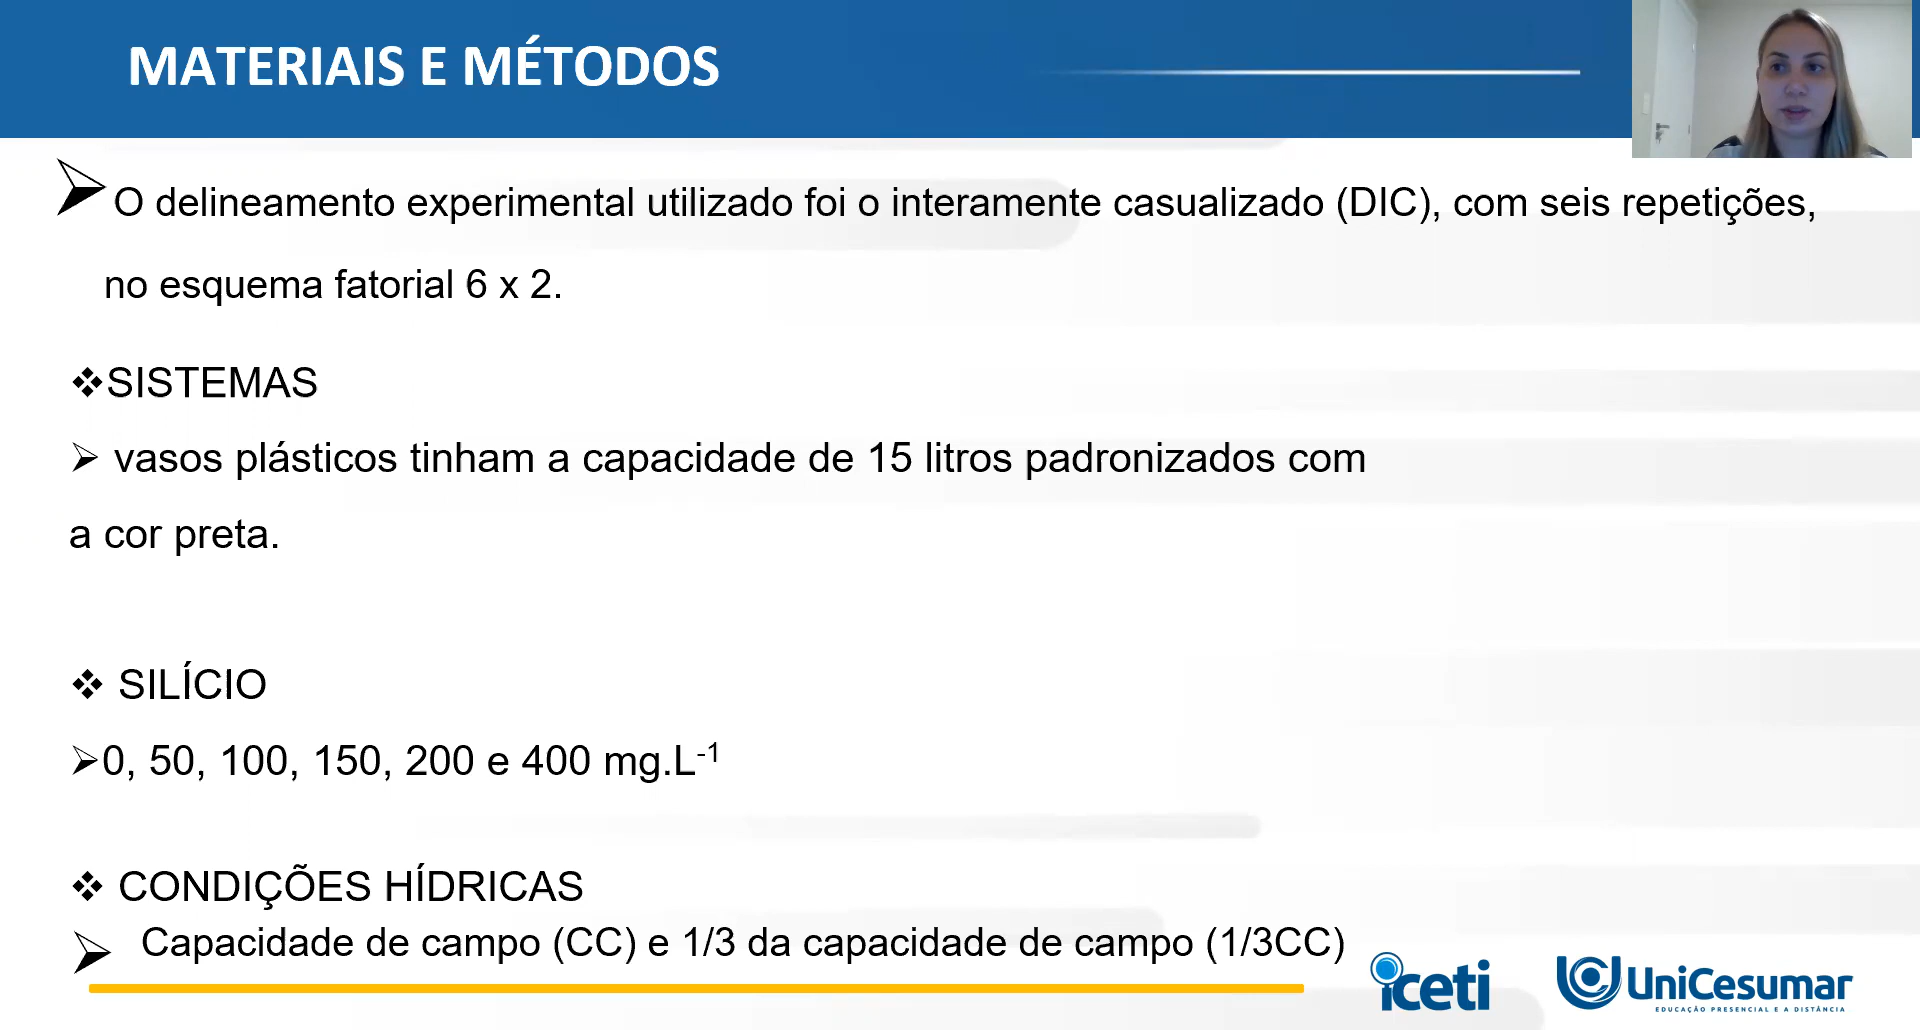 MATERIAIS E MÉTODOS
O delineamento experimental utilizado foi o interamente casualizado (DIC), com seis repetições,
no esquema fatorial 6 x 2.
SISTEMAS
vasos plásticos tinham a capacidade de 15 litros padronizados com
a cor preta.
SILÍCIO
0, 50, 100, 150, 200 e 400 mg.L⁻¹
CONDIÇÕES HÍDRICAS
Capacidade de campo (CC) e 1/3 da capacidade de campo (1/3CC)
iceti
UniCesumar
EDUCAÇÃO PRESENCIAL E A DISTÂNCIA